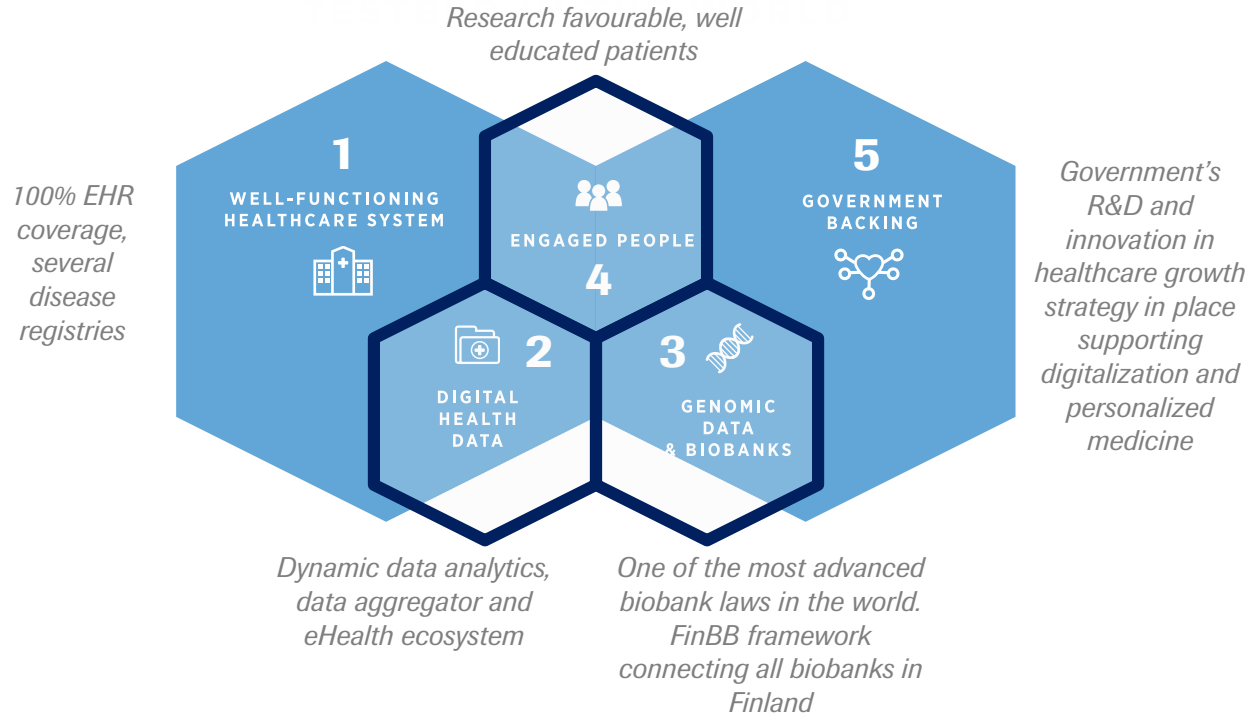 Research favourable, well
educated patients
1
WELL-FUNCTIONING
HEALTHCARE SYSTEM
100% EHR
coverage,
several
disease
registries
ENGAGED PEOPLE
4
5
GOVERNMENT
BACKING
Government’s
R&D and
innovation in
healthcare growth
strategy in place
supporting
digitalization and
personalized
medicine
2
DIGITAL
HEALTH
DATA
3
GENOMIC
DATA
& BIOBANKS
Dynamic data analytics,
data aggregator and
eHealth ecosystem
One of the most advanced
biobank laws in the world.
FinBB framework
connecting all biobanks in
Finland